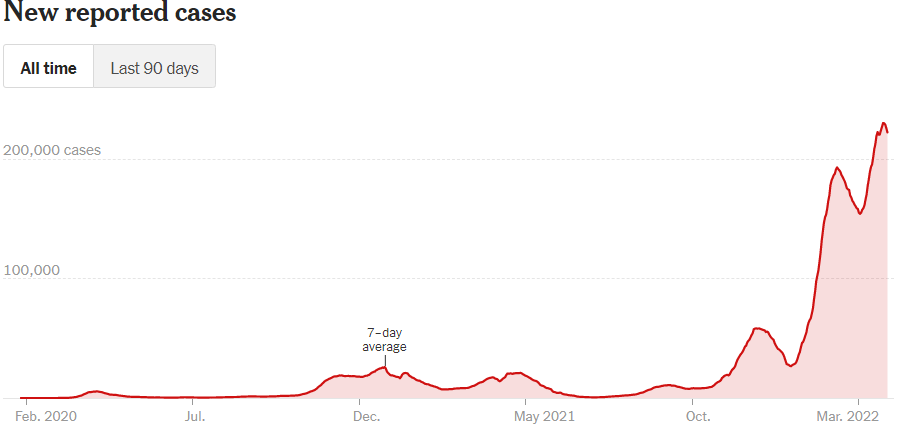 New reported cases
All time
Last 90 days
200,000 cases
100,000
7–day
average
Feb. 2020
Jul.
Dec.
May 2021
Oct.
Mar. 2022